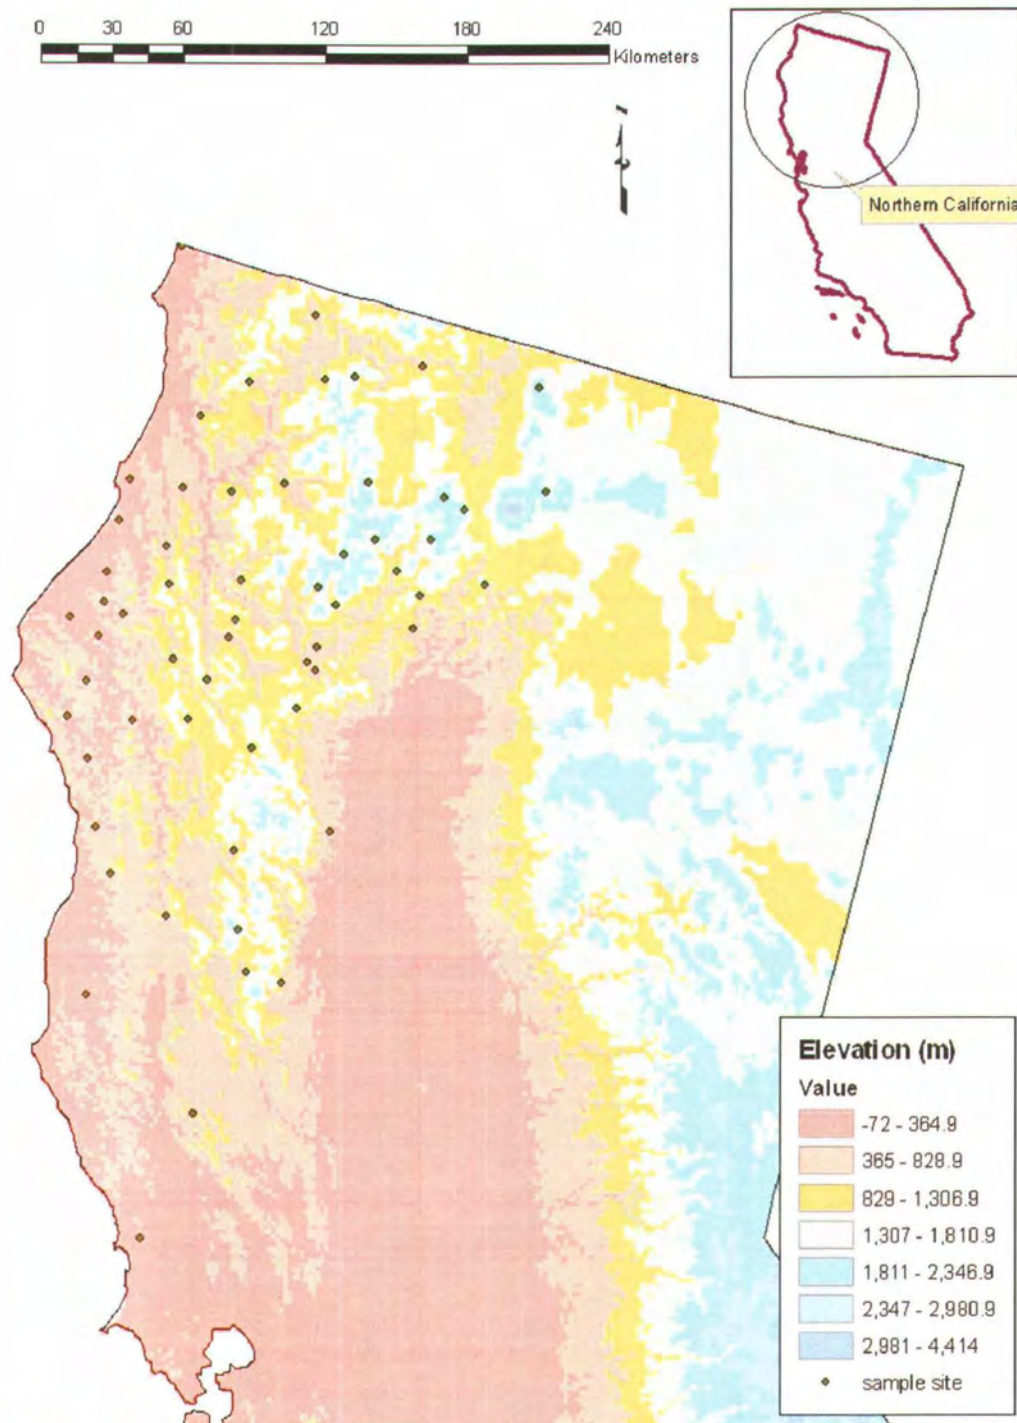 0 30 60 120 180 240
Kilometers
Northern California
Elevation (m)
Value
-72 - 364.9
365 - 828.9
829 - 1,306.9
1,307 - 1,810.9
1,811 - 2,346.9
2,347 - 2,980.9
2,981 - 4,414
sample site